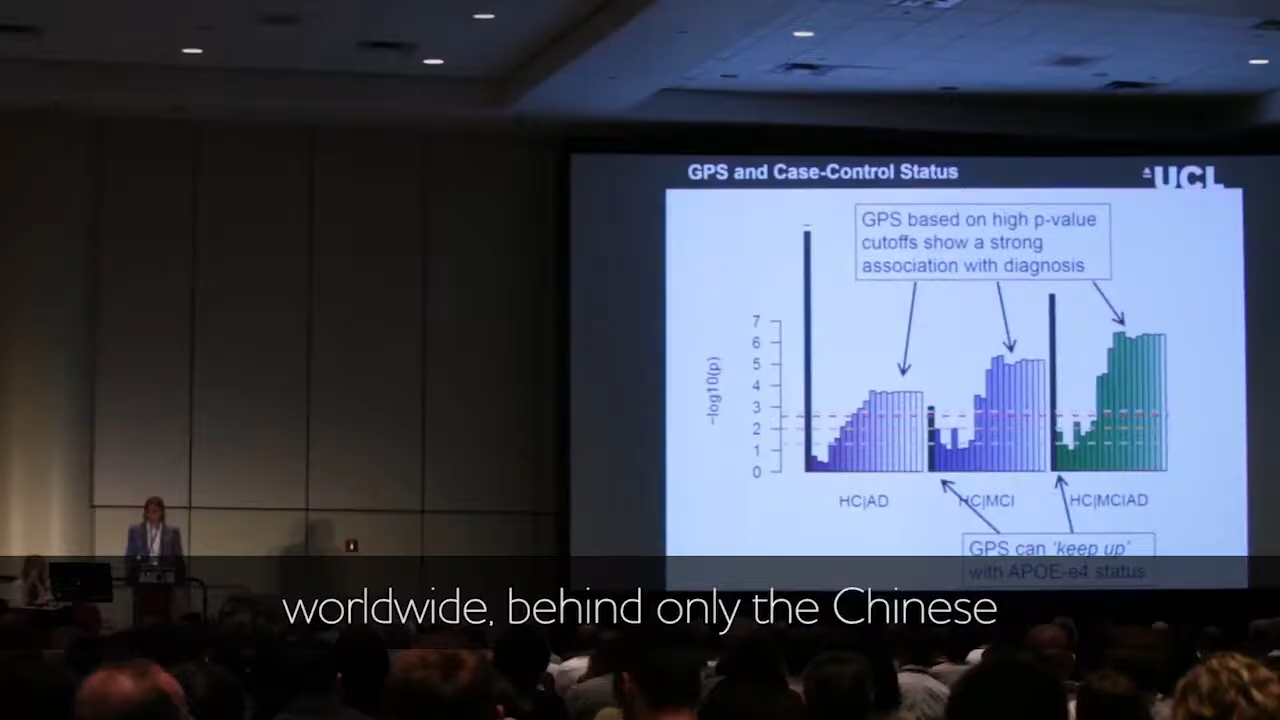 GPS and Case-Control Status
UCL
GPS based on high p-value
cutoffs show a strong
association with diagnosis
7
6
5
4
3
2
1
0
-log10(p)
HC|AD
HC|MCI
HC|MCIAD
GPS can 'keep up'
with APOE-e4 status
worldwide, behind only the Chinese